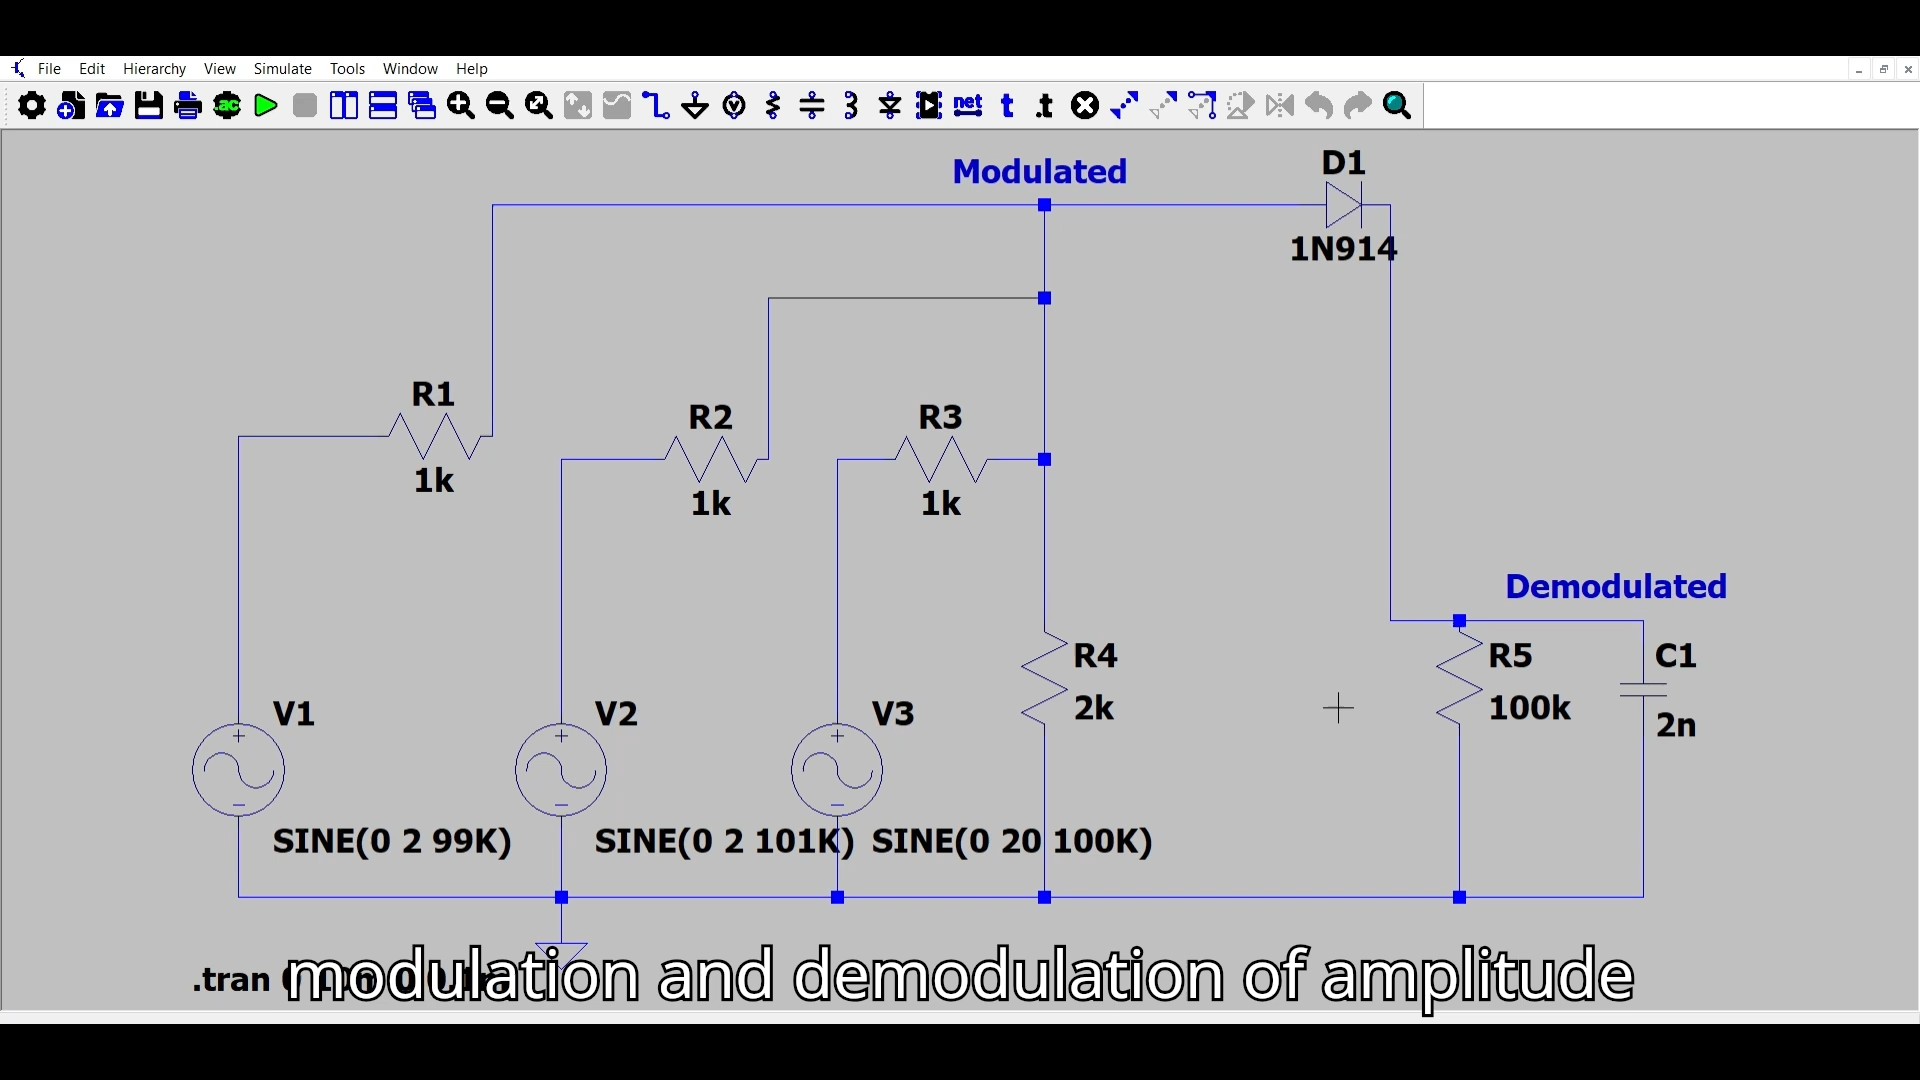 File Edit Hierarchy View Simulate Tools Window Help
.ac net t .t
Modulated
D1
1N914
R1
1k
R2
1k
R3
1k
Demodulated
R4
2k
R5
100k
C1
2n
V1
V2
V3
SINE(0 2 99K)
SINE(0 2 101K)
SINE(0 20 100K)
.tran
modulation and demodulation of amplitude